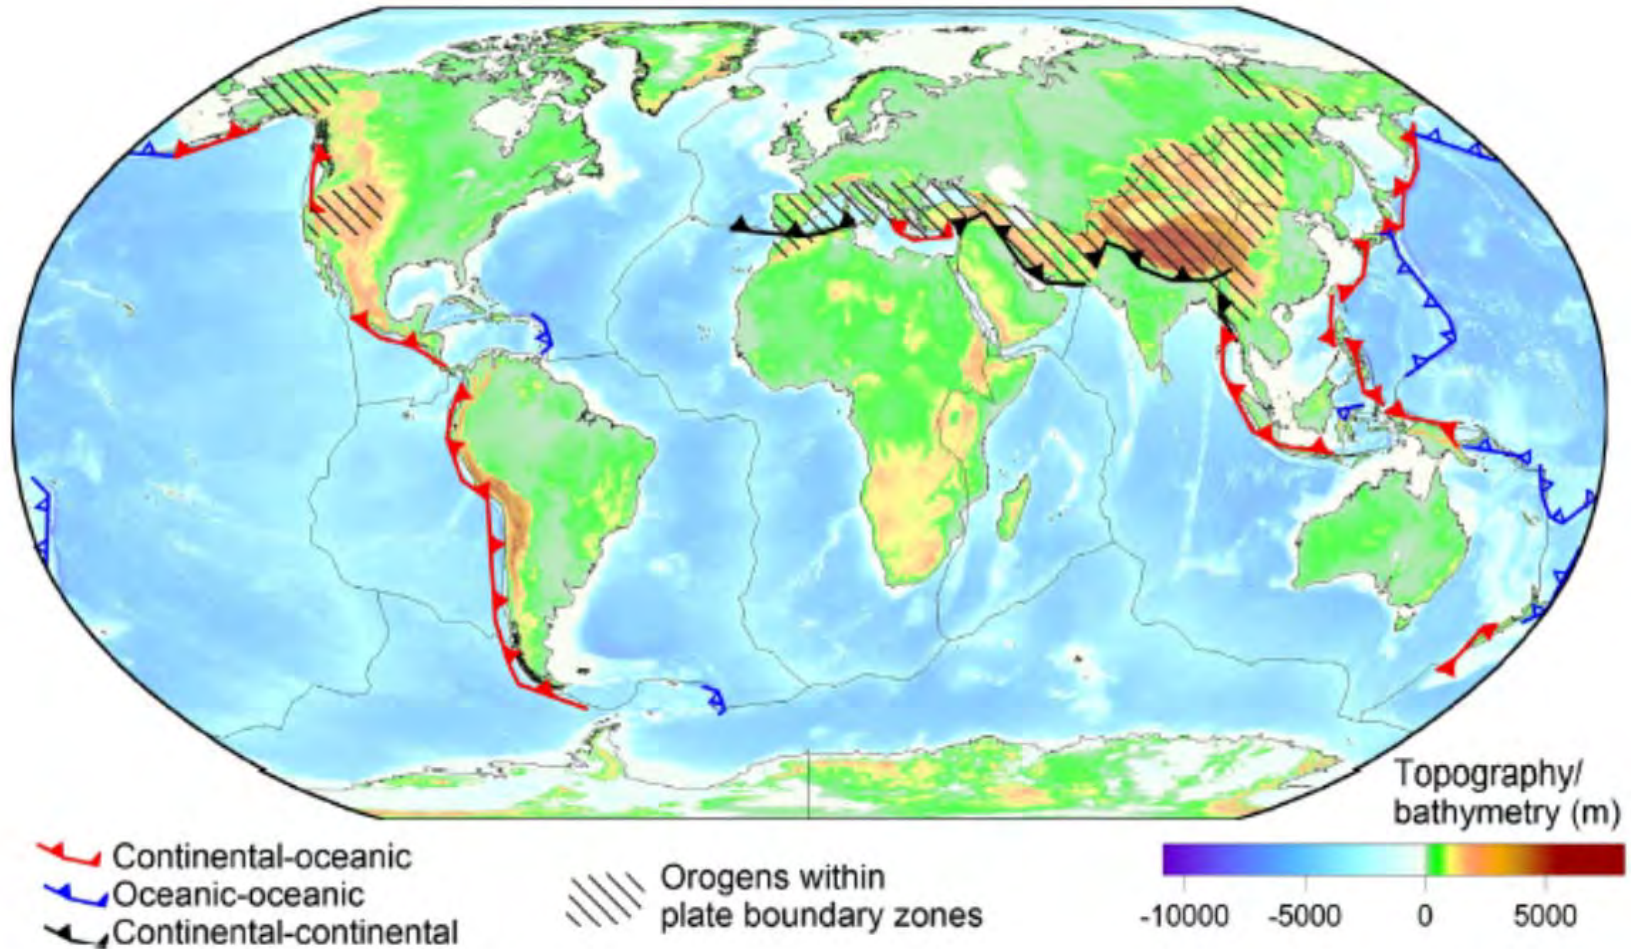 Topography/
bathymetry (m)
Continental-oceanic
Oceanic-oceanic
Continental-continental
Orogens within
plate boundary zones
-10000 -5000 0 5000